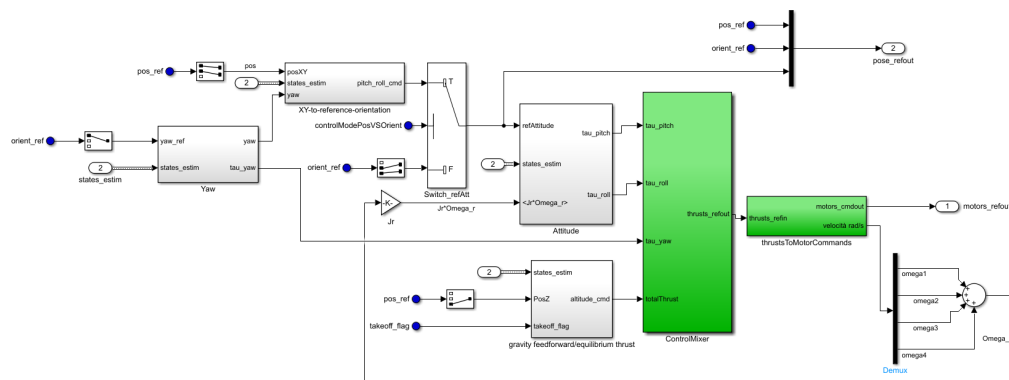 pos_ref
orient_ref
2
pose_refout
pos_ref
pos
posXY
2
states_estim
pitch_roll_cmd
yaw
XY-to-reference-orientation
T
controlModePosVSOrient
F
Switch_refAtt
orient_ref
yaw_ref
yaw
2
states_estim
states_estim
tau_yaw
Yaw
orient_ref
-K-
Jr
Jr*Omega_r
refAttitude
tau_pitch
2
states_estim
tau_roll
<Jr*Omega_r>
Attitude
tau_pitch
tau_roll
thrusts_refout
tau_yaw
totalThrust
ControlMixer
2
states_estim
pos_ref
PosZ
altitude_cmd
takeoff_flag
takeoff_flag
gravity feedforward/equilibrium thrust
motors_cmdout
thrusts_refin
velocità rad/s
thrustsToMotorCommands
1
motors_refout
omega1
omega2
omega3
omega4
+
+
+
+
Omega_
Demux